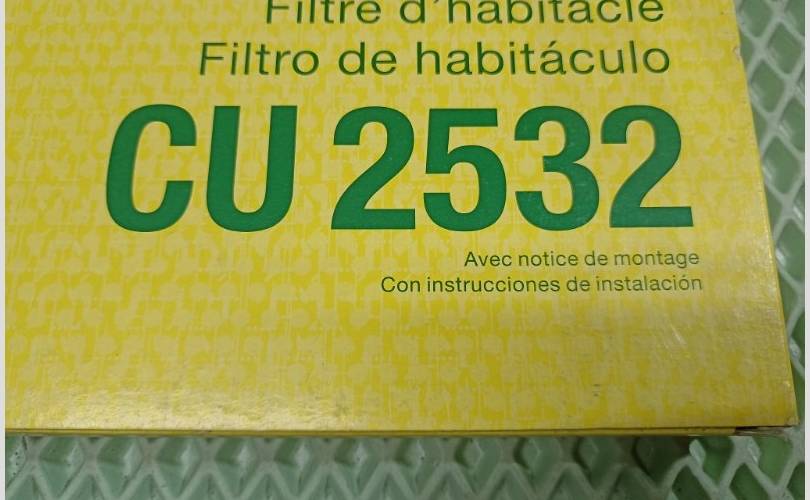 Filtre d'habitacle
Filtro de habitáculo
CU 2532
Avec notice de montage
Con instrucciones de instalación